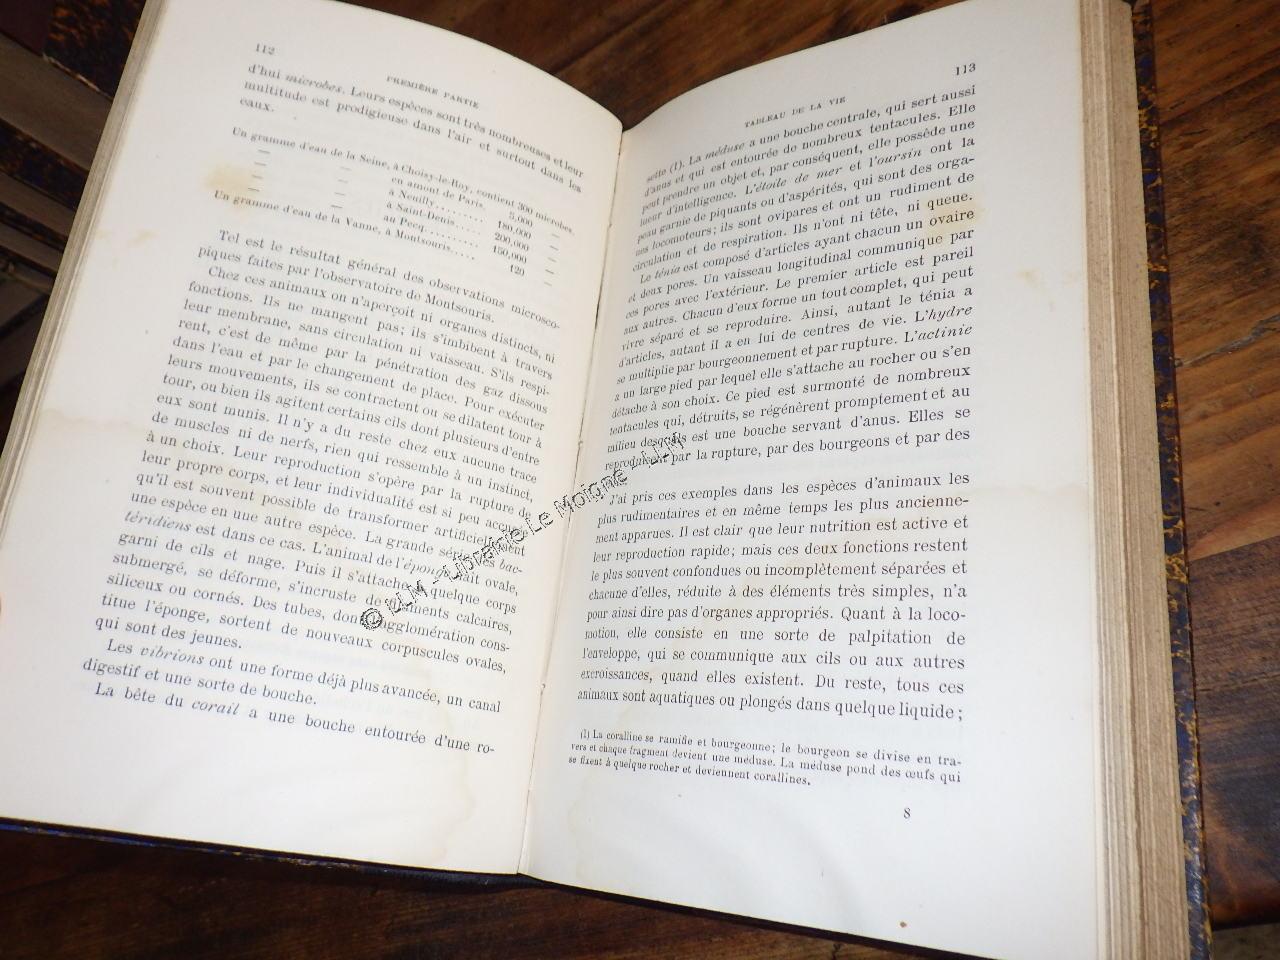 112
PREMIÈRE PARTIE
d'hui microbes. Leurs espèces sont très nombreuses et leur
multitude est prodigieuse dans l'air et surtout dans les
eaux.
Un gramme d'eau de la Seine, à Choisy-le-Roy, contient 300 microbes.
— — en amont de Paris. 5,000 —
— — à Neuilly......... 180,000 —
— — à Saint-Denis..... 200,000 —
— — au Pecq.......... 150,000 —
Un gramme d'eau de la Vanne, à Montsouris.... 120 —
Tel est le résultat général des observations microsco-
piques faites par l'observatoire de Montsouris.
Chez ces animaux on n'aperçoit ni organes distincts, ni
fonctions. Ils ne mangent pas; ils s'imbibent à travers
leur membrane, sans circulation ni vaisseau. S'ils respi-
rent, c'est de même par la pénétration des gaz dissous
dans l'eau et par le changement de place. Pour exécuter
leurs mouvements, ils se contractent ou se dilatent tour à
tour, ou bien ils agitent certains cils dont plusieurs d'entre
eux sont munis. Il n'y a du reste chez eux aucune trace
de muscles ni de nerfs, rien qui ressemble à un instinct,
à un choix. Leur reproduction s'opère par la rupture de
leur propre corps, et leur individualité est si peu accusée
qu'il est souvent possible de transformer artificiellement
une espèce en une autre espèce. La grande série des bac-
téridiens est dans ce cas. L'animal de l'éponge naît ovale,
garni de cils et nage. Puis il s'attache à quelque corps
submergé, se déforme, s'incruste de filaments calcaires,
siliceux ou cornés. Des tubes, dont l'agglomération cons-
titue l'éponge, sortent de nouveaux corpuscules ovales,
qui sont des jeunes.
Les vibrions ont une forme déjà plus avancée, un canal
digestif et une sorte de bouche.
La bête du corail a une bouche entourée d'une ro-
113
TABLEAU DE LA VIE
sette (1). La méduse a une bouche centrale, qui sert aussi
d'anus et qui est entourée de nombreux tentacules. Elle
peut prendre un objet et, par conséquent, elle possède une
lueur d'intelligence. L'étoile de mer et l'oursin ont la
peau garnie de piquants ou d'aspérités, qui sont des orga-
nes locomoteurs; ils sont ovipares et ont un rudiment de
circulation et de respiration. Ils n'ont ni tête, ni queue.
Le ténia est composé d'articles ayant chacun un ovaire
et deux pores. Un vaisseau longitudinal communique par
ces pores avec l'extérieur. Le premier article est pareil
aux autres. Chacun d'eux forme un tout complet, qui peut
vivre séparé et se reproduire. Ainsi, autant le ténia a
d'articles, autant il a en lui de centres de vie. L'hydre
se multiplie par bourgeonnement et par rupture. L'actinie
a un large pied par lequel elle s'attache au rocher ou s'en
détache à son choix. Ce pied est surmonté de nombreux
tentacules qui, détruits, se régénèrent promptement et au
milieu desquels est une bouche servant d'anus. Elles se
reproduisent par la rupture, par des bourgeons et par des
J'ai pris ces exemples dans les espèces d'animaux les
plus rudimentaires et en même temps les plus ancienne-
ment apparues. Il est clair que leur nutrition est active et
leur reproduction rapide; mais ces deux fonctions restent
le plus souvent confondues ou incomplètement séparées et
chacune d'elles, réduite à des éléments très simples, n'a
pour ainsi dire pas d'organes appropriés. Quant à la loco-
motion, elle consiste en une sorte de palpitation de
l'enveloppe, qui se communique aux cils ou aux autres
excroissances, quand elles existent. Du reste, tous ces
animaux sont aquatiques ou plongés dans quelque liquide;
(1) La coralline se ramifie et bourgeonne; le bourgeon se divise en tra-
vers et chaque fragment devient une méduse. La méduse pond des œufs qui
se fixent à quelque rocher et deviennent corallines.
8
© LLM - Librairie Le Moigne - LLM